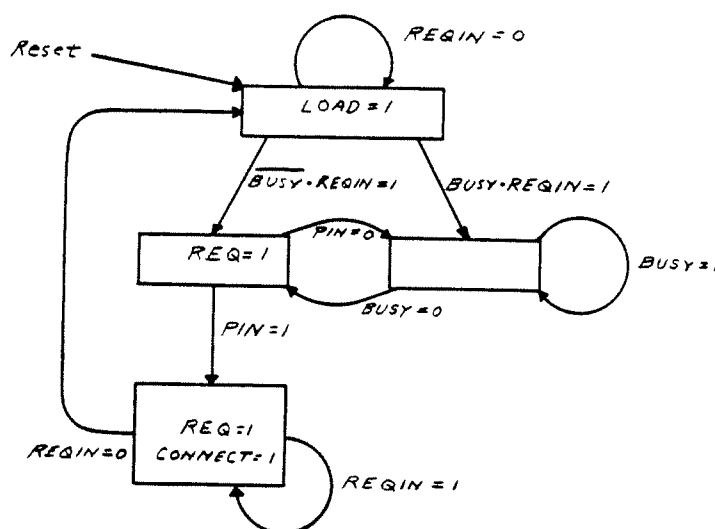 REQIN = 0
Reset
LOAD = 1
B̅U̅S̅Y̅·REQIN=1
BUSY·REQIN=1
PIN=0
REQ=1
BUSY=1
BUSY=0
PIN=1
REQ=1
CONNECT=1
REQIN=0
REQIN=1